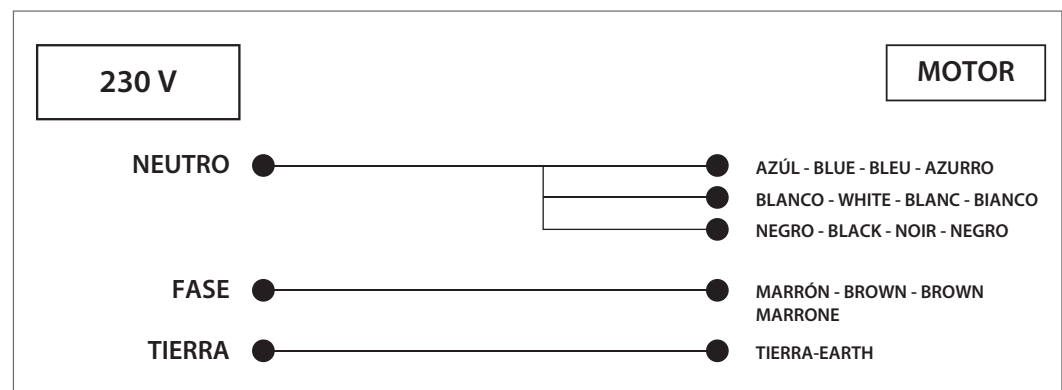 230 V
MOTOR
NEUTRO
AZÚL - BLUE - BLEU - AZURRO
BLANCO - WHITE - BLANC - BIANCO
NEGRO - BLACK - NOIR - NEGRO
FASE
MARRÓN - BROWN - BROWN
MARRONE
TIERRA
TIERRA-EARTH